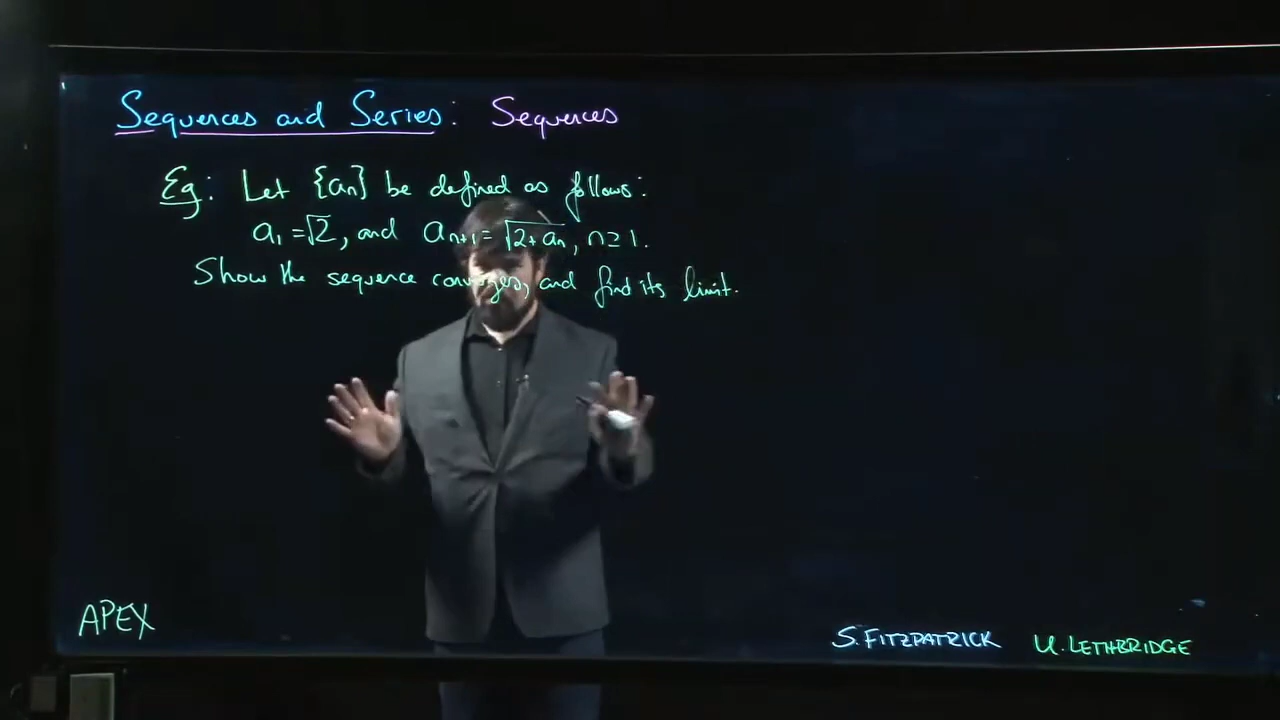 Sequences and Series: Sequences
Eg: Let {aₙ} be defined as follows:
a₁ = √2, and aₙ₊₁ = √(2 + aₙ), n ≥ 1.
Show the sequence converges, and find its limit.
APEX
S. FITZPATRICK U. LETHBRIDGE